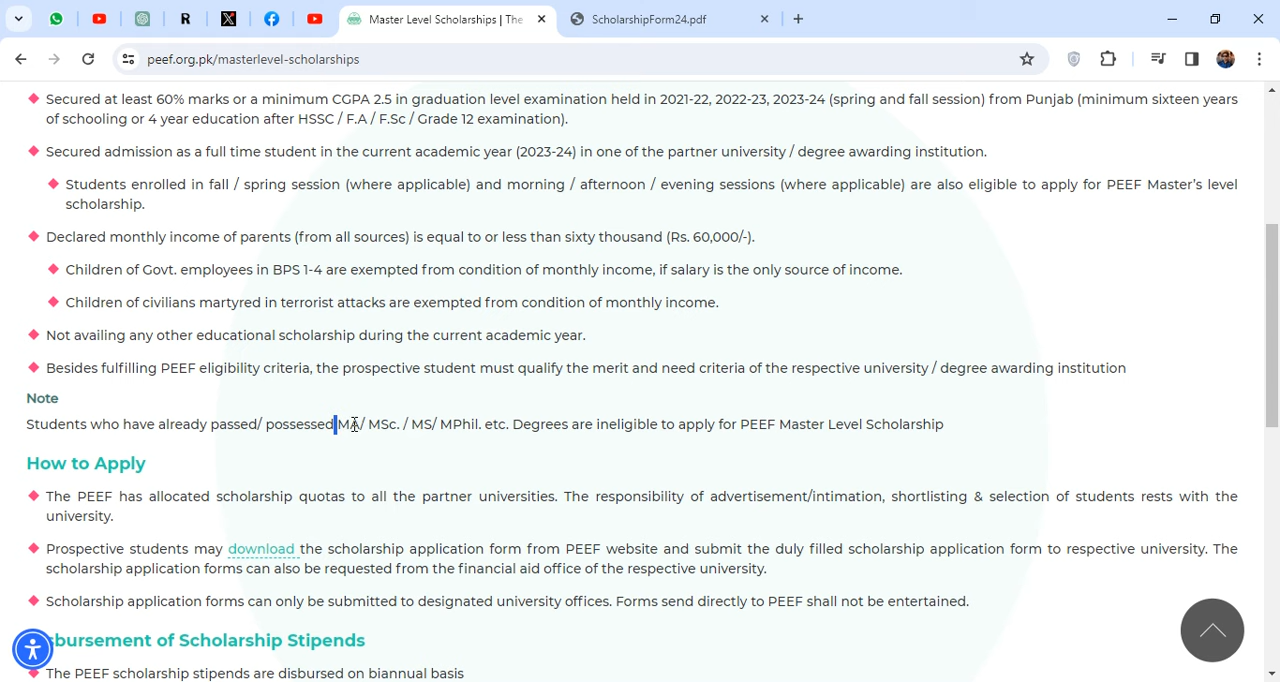 Master Level Scholarships | The
ScholarshipForm24.pdf
peef.org.pk/masterlevel-scholarships
Secured at least 60% marks or a minimum CGPA 2.5 in graduation level examination held in 2021-22, 2022-23, 2023-24 (spring and fall session) from Punjab (minimum sixteen years
of schooling or 4 year education after HSSC / F.A / F.Sc / Grade 12 examination).
Secured admission as a full time student in the current academic year (2023-24) in one of the partner university / degree awarding institution.
Students enrolled in fall / spring session (where applicable) and morning / afternoon / evening sessions (where applicable) are also eligible to apply for PEEF Master's level
scholarship.
Declared monthly income of parents (from all sources) is equal to or less than sixty thousand (Rs. 60,000/-).
Children of Govt. employees in BPS 1-4 are exempted from condition of monthly income, if salary is the only source of income.
Children of civilians martyred in terrorist attacks are exempted from condition of monthly income.
Not availing any other educational scholarship during the current academic year.
Besides fulfilling PEEF eligibility criteria, the prospective student must qualify the merit and need criteria of the respective university / degree awarding institution
Note
Students who have already passed/ possessed MA/ MSc. / MS/ MPhil. etc. Degrees are ineligible to apply for PEEF Master Level Scholarship
How to Apply
The PEEF has allocated scholarship quotas to all the partner universities. The responsibility of advertisement/intimation, shortlisting & selection of students rests with the
university.
Prospective students may download the scholarship application form from PEEF website and submit the duly filled scholarship application form to respective university. The
scholarship application forms can also be requested from the financial aid office of the respective university.
Scholarship application forms can only be submitted to designated university offices. Forms send directly to PEEF shall not be entertained.
sbursement of Scholarship Stipends
The PEEF scholarship stipends are disbursed on biannual basis